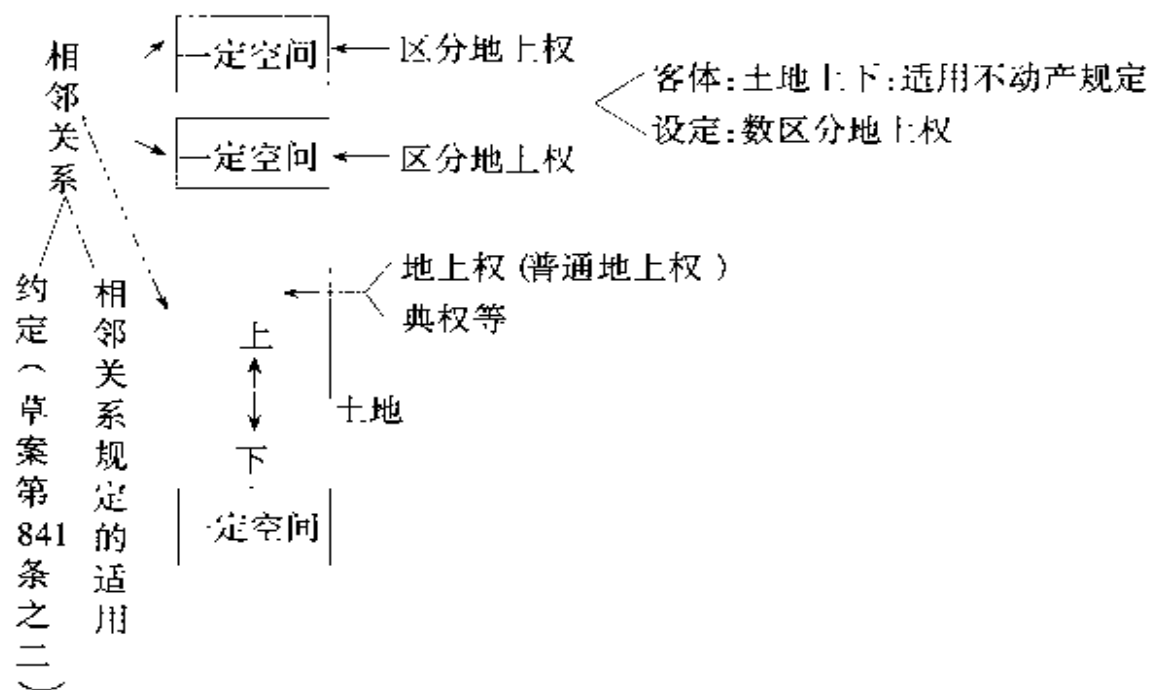 一定空间
区分地上权
相邻关系
客体:土地上下:适用不动产规定
设定:数区分地上权
一定空间
区分地上权
地上权(普通地上权)
典权等
约定(草案第841条之二)
相邻关系规定的适用
上
土地
下
一定空间